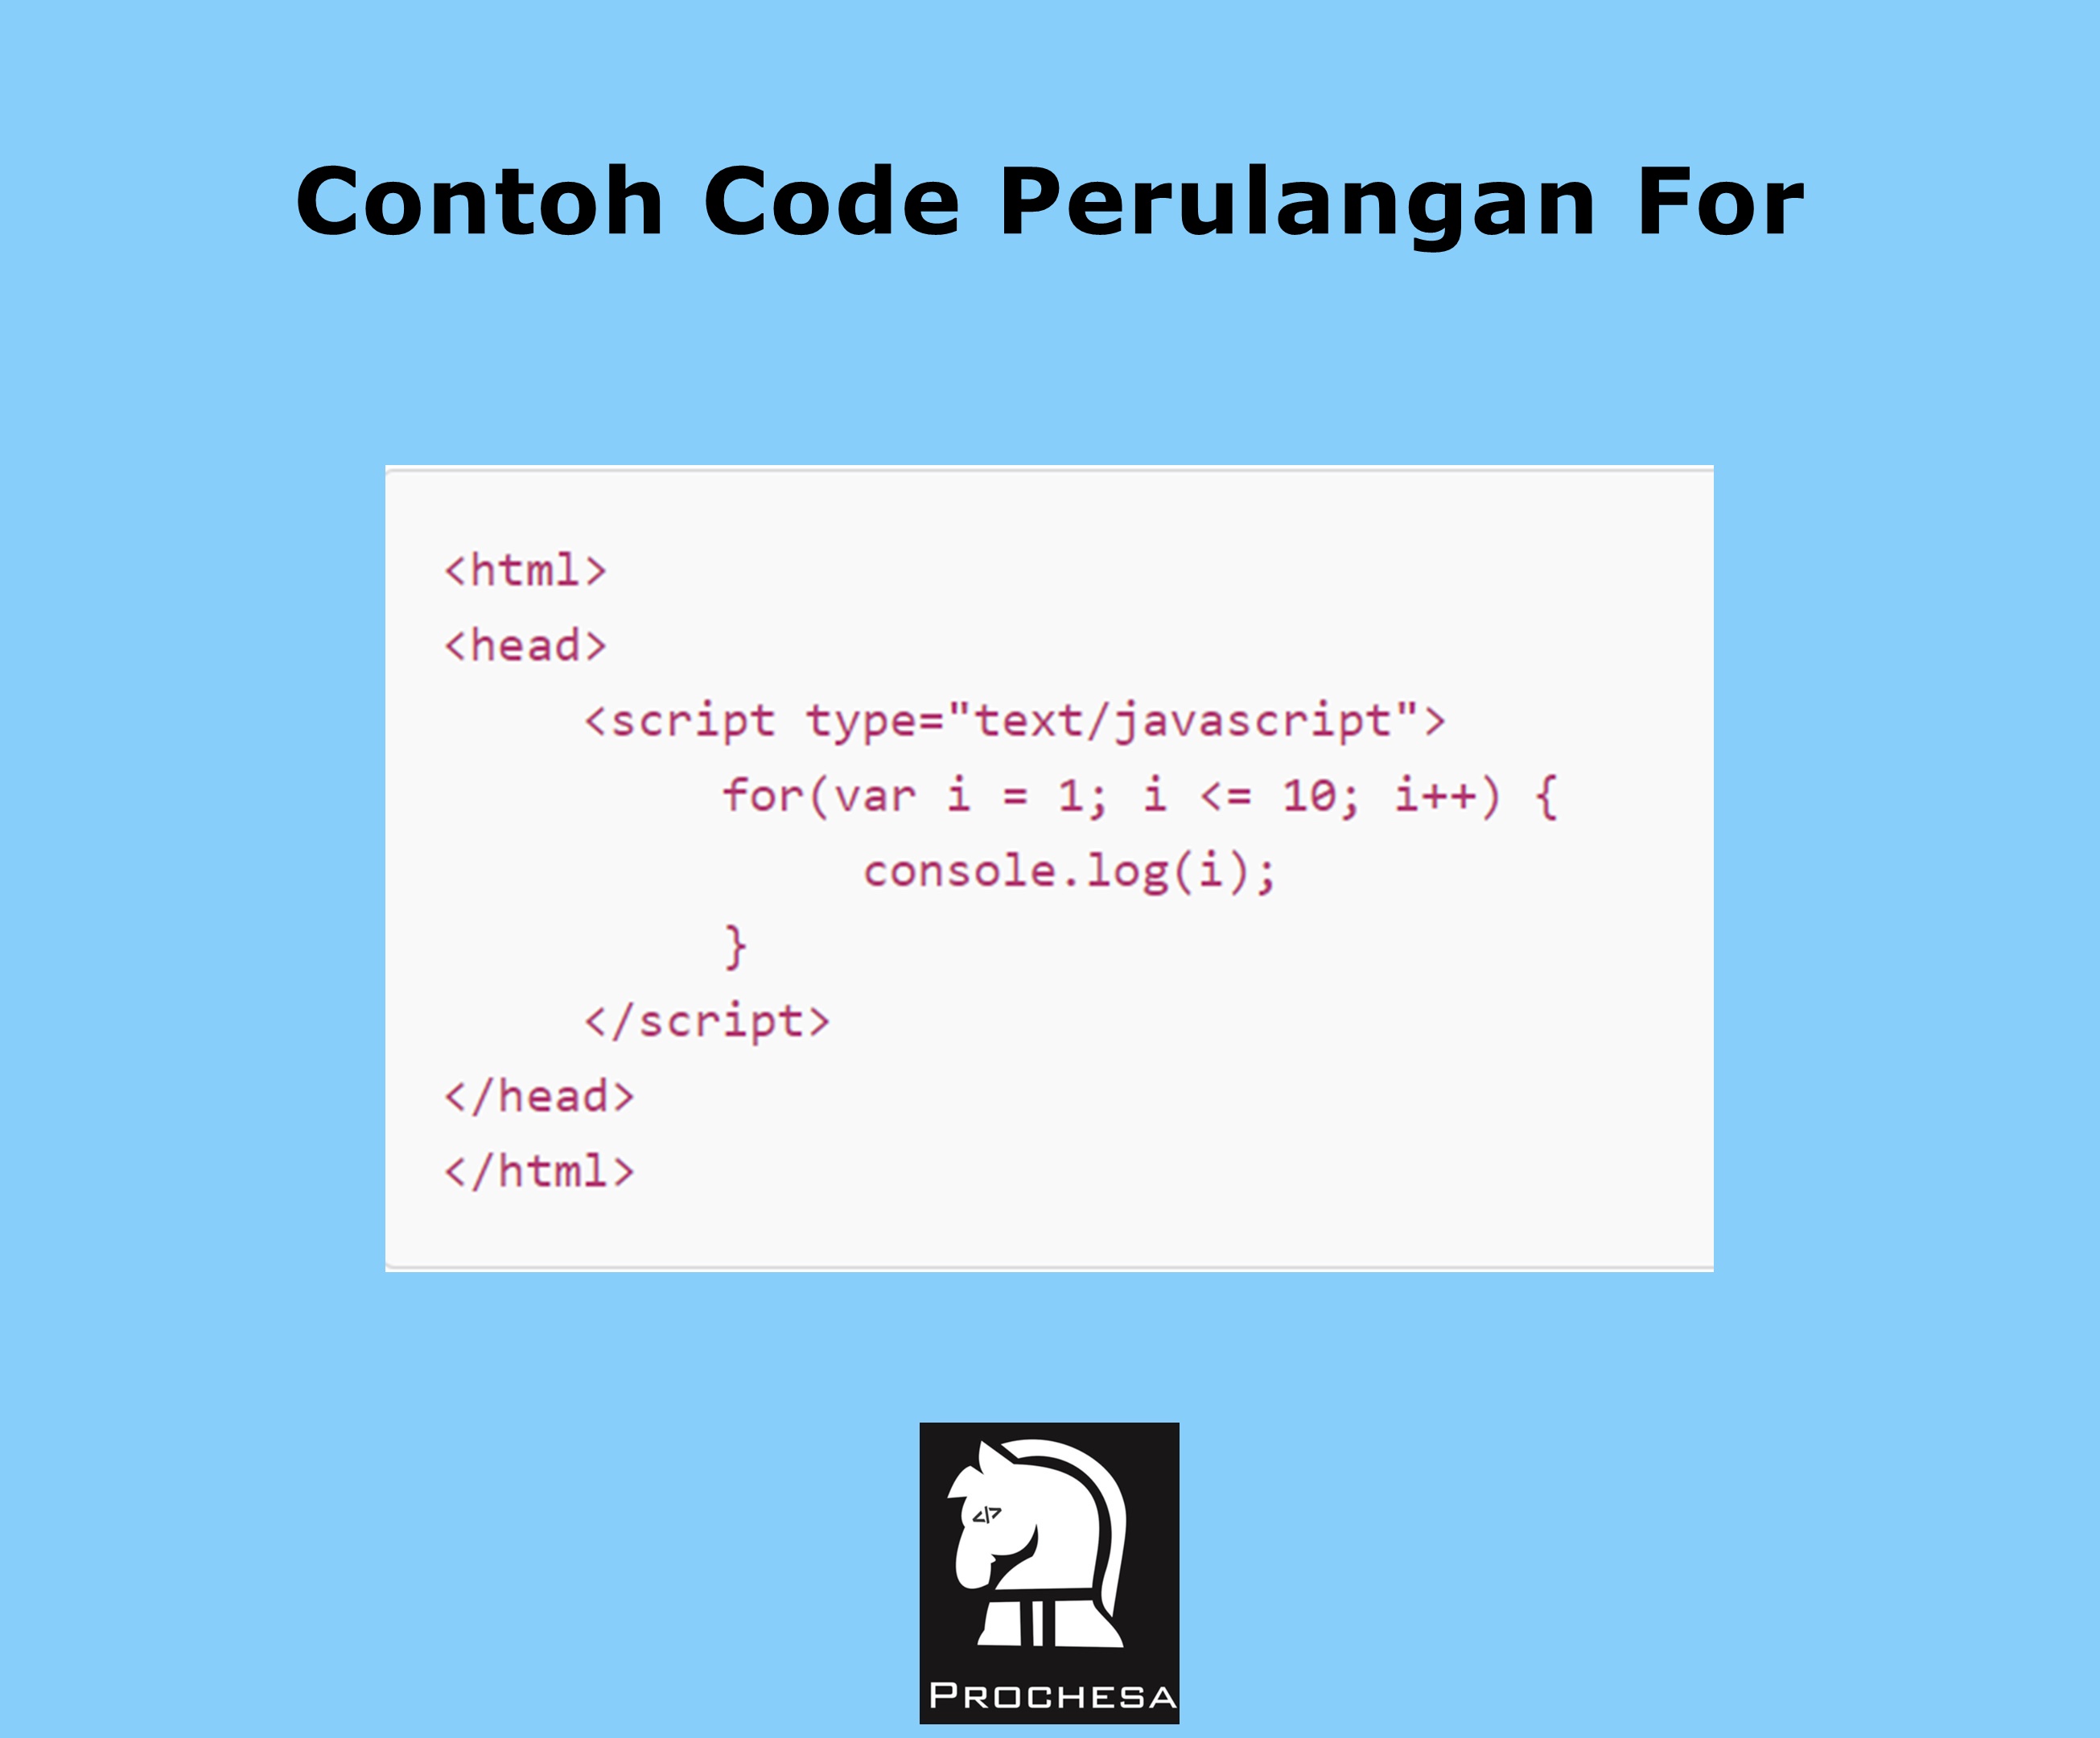 Contoh Code Perulangan For
<html>
<head>
<script type="text/javascript">
for(var i = 1; i <= 10; i++) {
console.log(i);
}
</script>
</head>
</html>
</>
PROCHESA